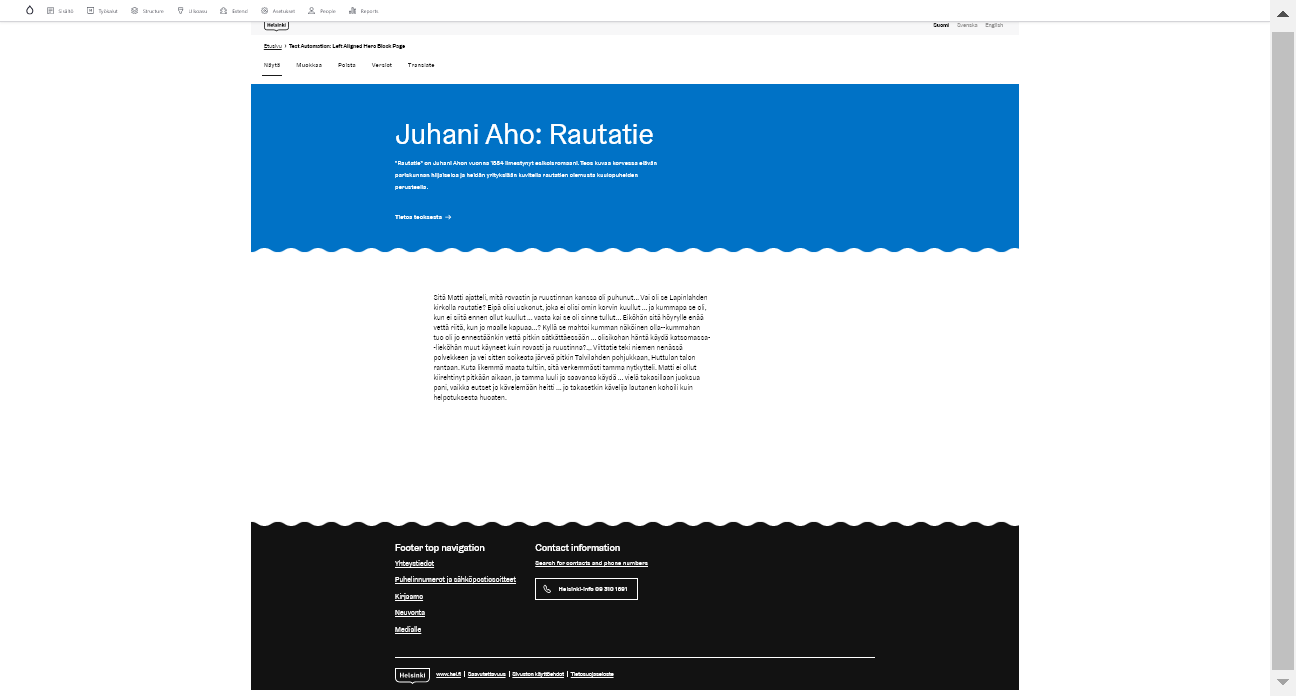 Sisältö Työkalut Structure Ulkoasu Extend Asetukset People Reports
Helsinki
Suomi Svenska English
Etusivu › Test Automation: Left Aligned Hero Block Page
Näytä Muokkaa Poista Versiot Translate
Juhani Aho: Rautatie
"Rautatie" on Juhani Ahon vuonna 1884 ilmestynyt esikoisromaani. Teos kuvaa korvessa elävän
pariskunnan hiljaiseloa ja heidän yrityksiään kuvitella rautatien olemusta kuulopuheiden
perusteella.
Tietoa teoksesta →
Sitä Matti ajatteli, mitä rovastin ja ruustinnan kanssa oli puhunut... Vai oli se Lapinlahden
kirkolla rautatie? Eipä olisi uskonut, joka ei olisi omin korvin kuullut ... ja kummapa se oli,
kun ei siitä ennen ollut kuullut ... vasta kai se oli sinne tullut... Eiköhän sitä höyrylle enää
vettä riitä, kun jo maalle kapuaa...? Kyllä se mahtoi kumman näköinen olla--kummahan
tuo oli jo ennestäänkin vettä pitkin sätkättäessään ... olisikohan häntä käydä katsomassa-
-lieköhän muut käyneet kuin rovasti ja ruustinna?... Viittatie teki niemen nenässä
polvekkeen ja vei sitten soikeata järveä pitkin Talvilahden pohjukkaan, Huttulan talon
rantaan. Kuta likemmä maata tultiin, sitä verkemmästi tamma nytkytteli. Matti ei ollut
kiirehtinyt pitkään aikaan, ja tamma luuli jo saavansa käydä ... vielä takasillaan juoksua
pani, vaikka eutset jo kävelemään heitti ... jo takasetkin kävelijä lautanen kohoili kuin
helpotuksesta huoaten.
Footer top navigation
Yhteystiedot
Puhelinnumerot ja sähköpostiosoitteet
Kirjaamo
Neuvonta
Medialle
Contact information
Search for contacts and phone numbers
Helsinki-info 09 310 1691
Helsinki
www.hel.fi | Saavutettavuus | Sivuston käyttöehdot | Tietosuojaseloste